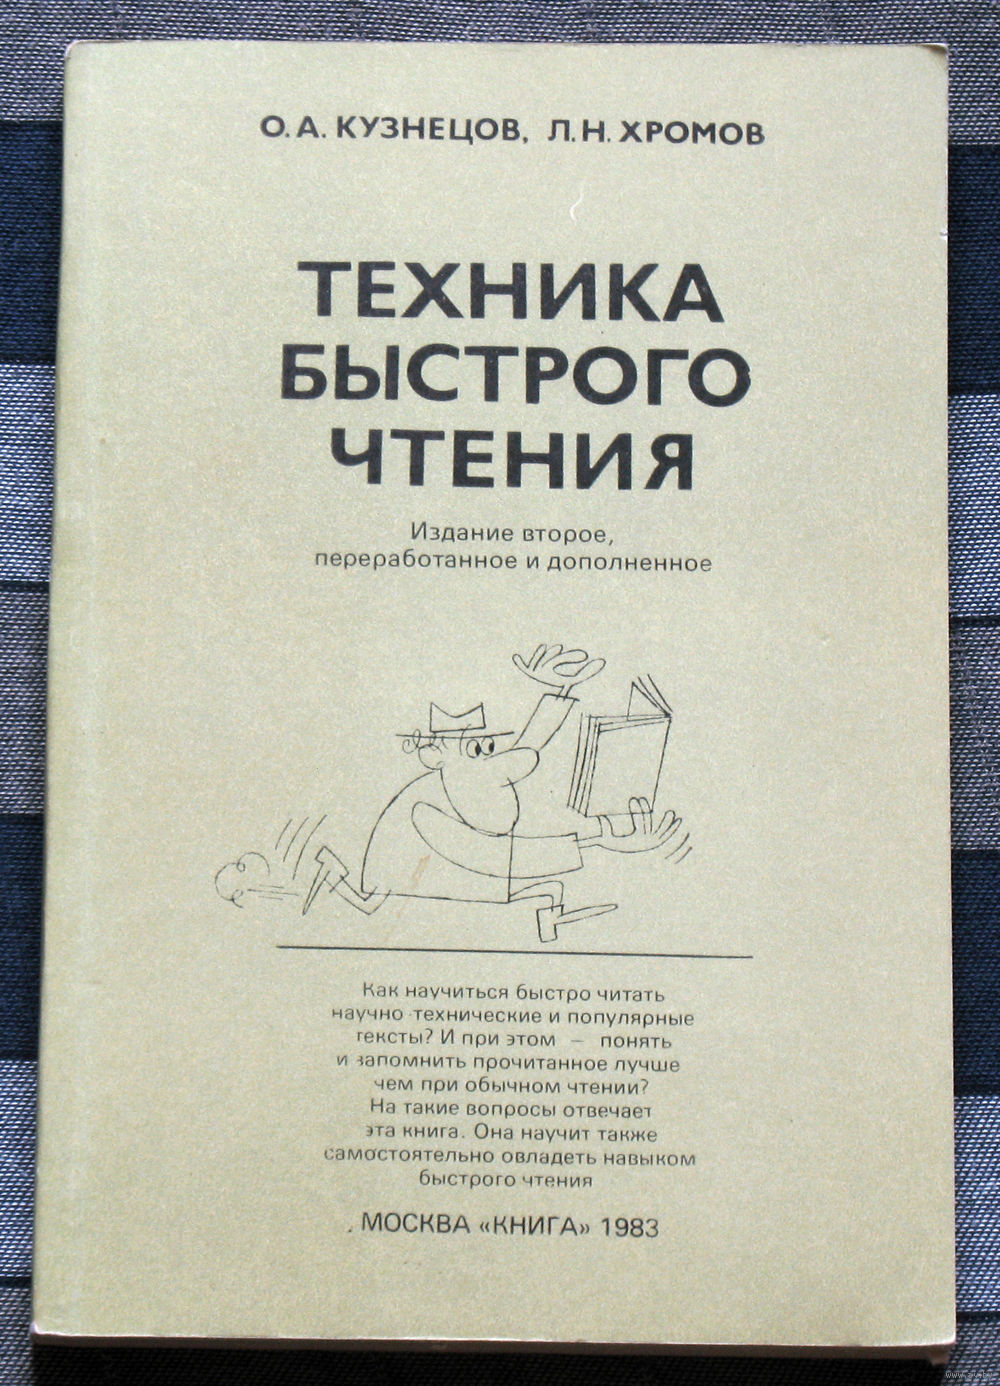 О.А. КУЗНЕЦОВ, Л.Н. ХРОМОВ
ТЕХНИКА
БЫСТРОГО
ЧТЕНИЯ
Издание второе,
переработанное и дополненное
Как научиться быстро читать
научно-технические и популярные
тексты? И при этом — понять
и запомнить прочитанное лучше
чем при обычном чтении?
На такие вопросы отвечает
эта книга. Она научит также
самостоятельно овладеть навыком
быстрого чтения
МОСКВА «КНИГА» 1983